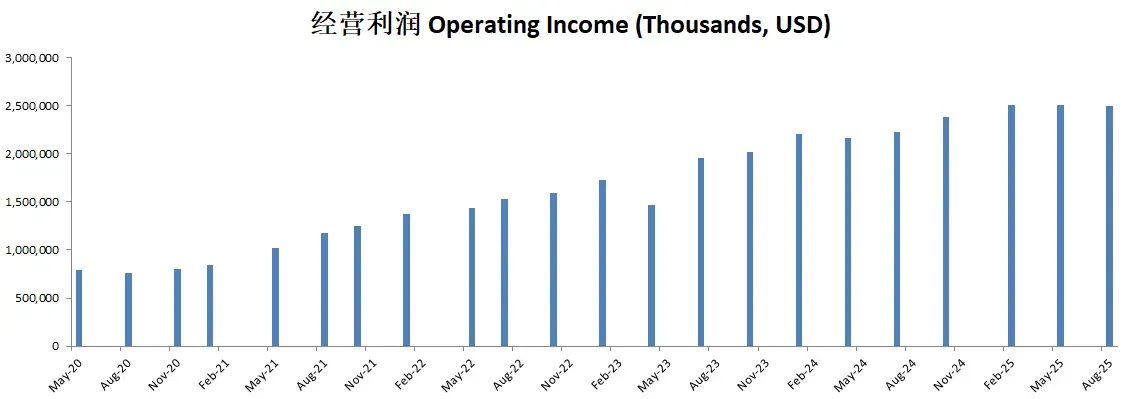 经营利润 Operating Income (Thousands, USD)
3,000,000
2,500,000
2,000,000
1,500,000
1,000,000
500,000
0
May-20
Aug-20
Nov-20
Feb-21
May-21
Aug-21
Nov-21
Feb-22
May-22
Aug-22
Nov-22
Feb-23
May-23
Aug-23
Nov-23
Feb-24
May-24
Aug-24
Nov-24
Feb-25
May-25
Aug-25